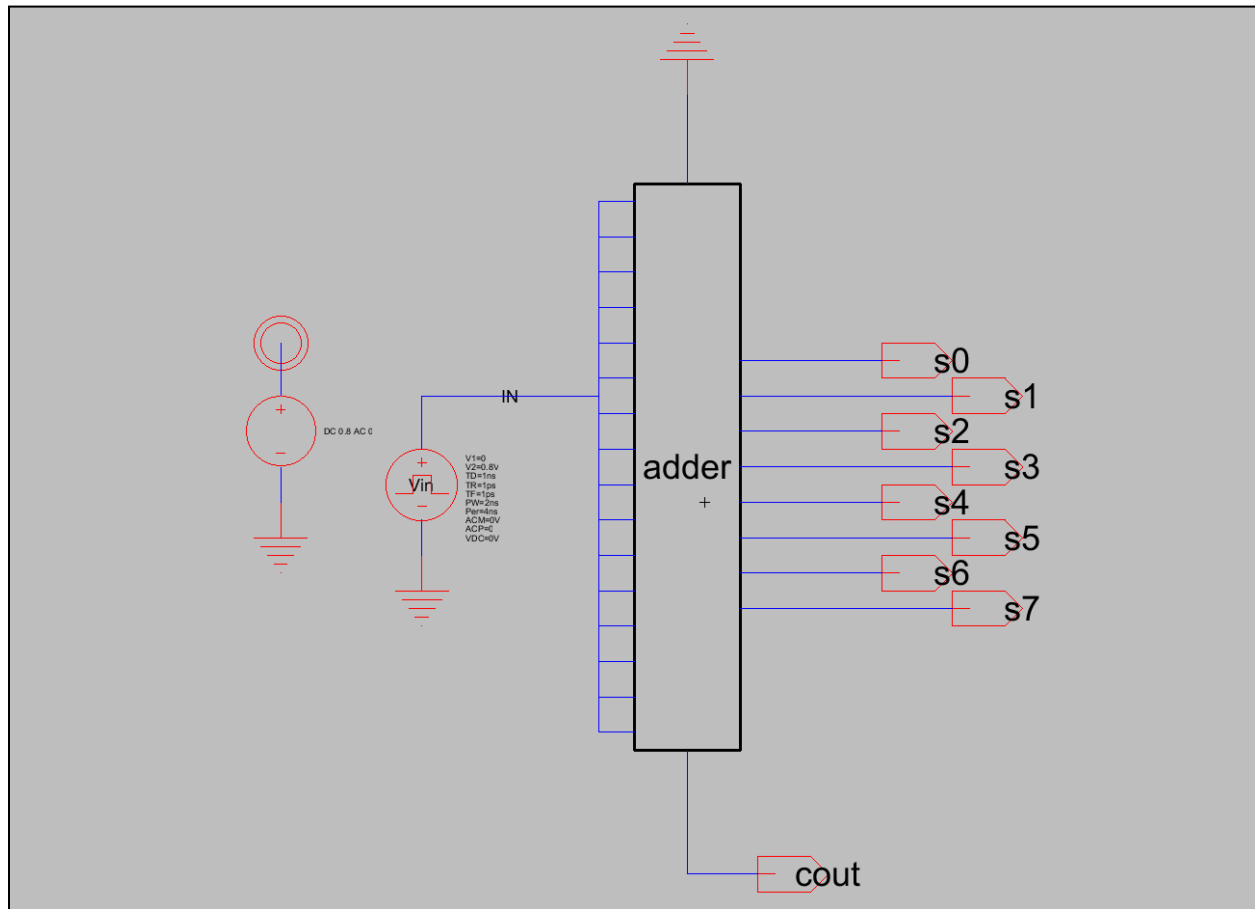 s0
IN
s1
DC 0.8 AC 0
s2
V1=0
V2=0.8V
TD=1ns
TR=1ps
TF=1ps
PW=2ns
Per=4ns
ACM=0V
ACP=0
VDC=0V
Vin
adder
s3
s4
s5
s6
s7
cout